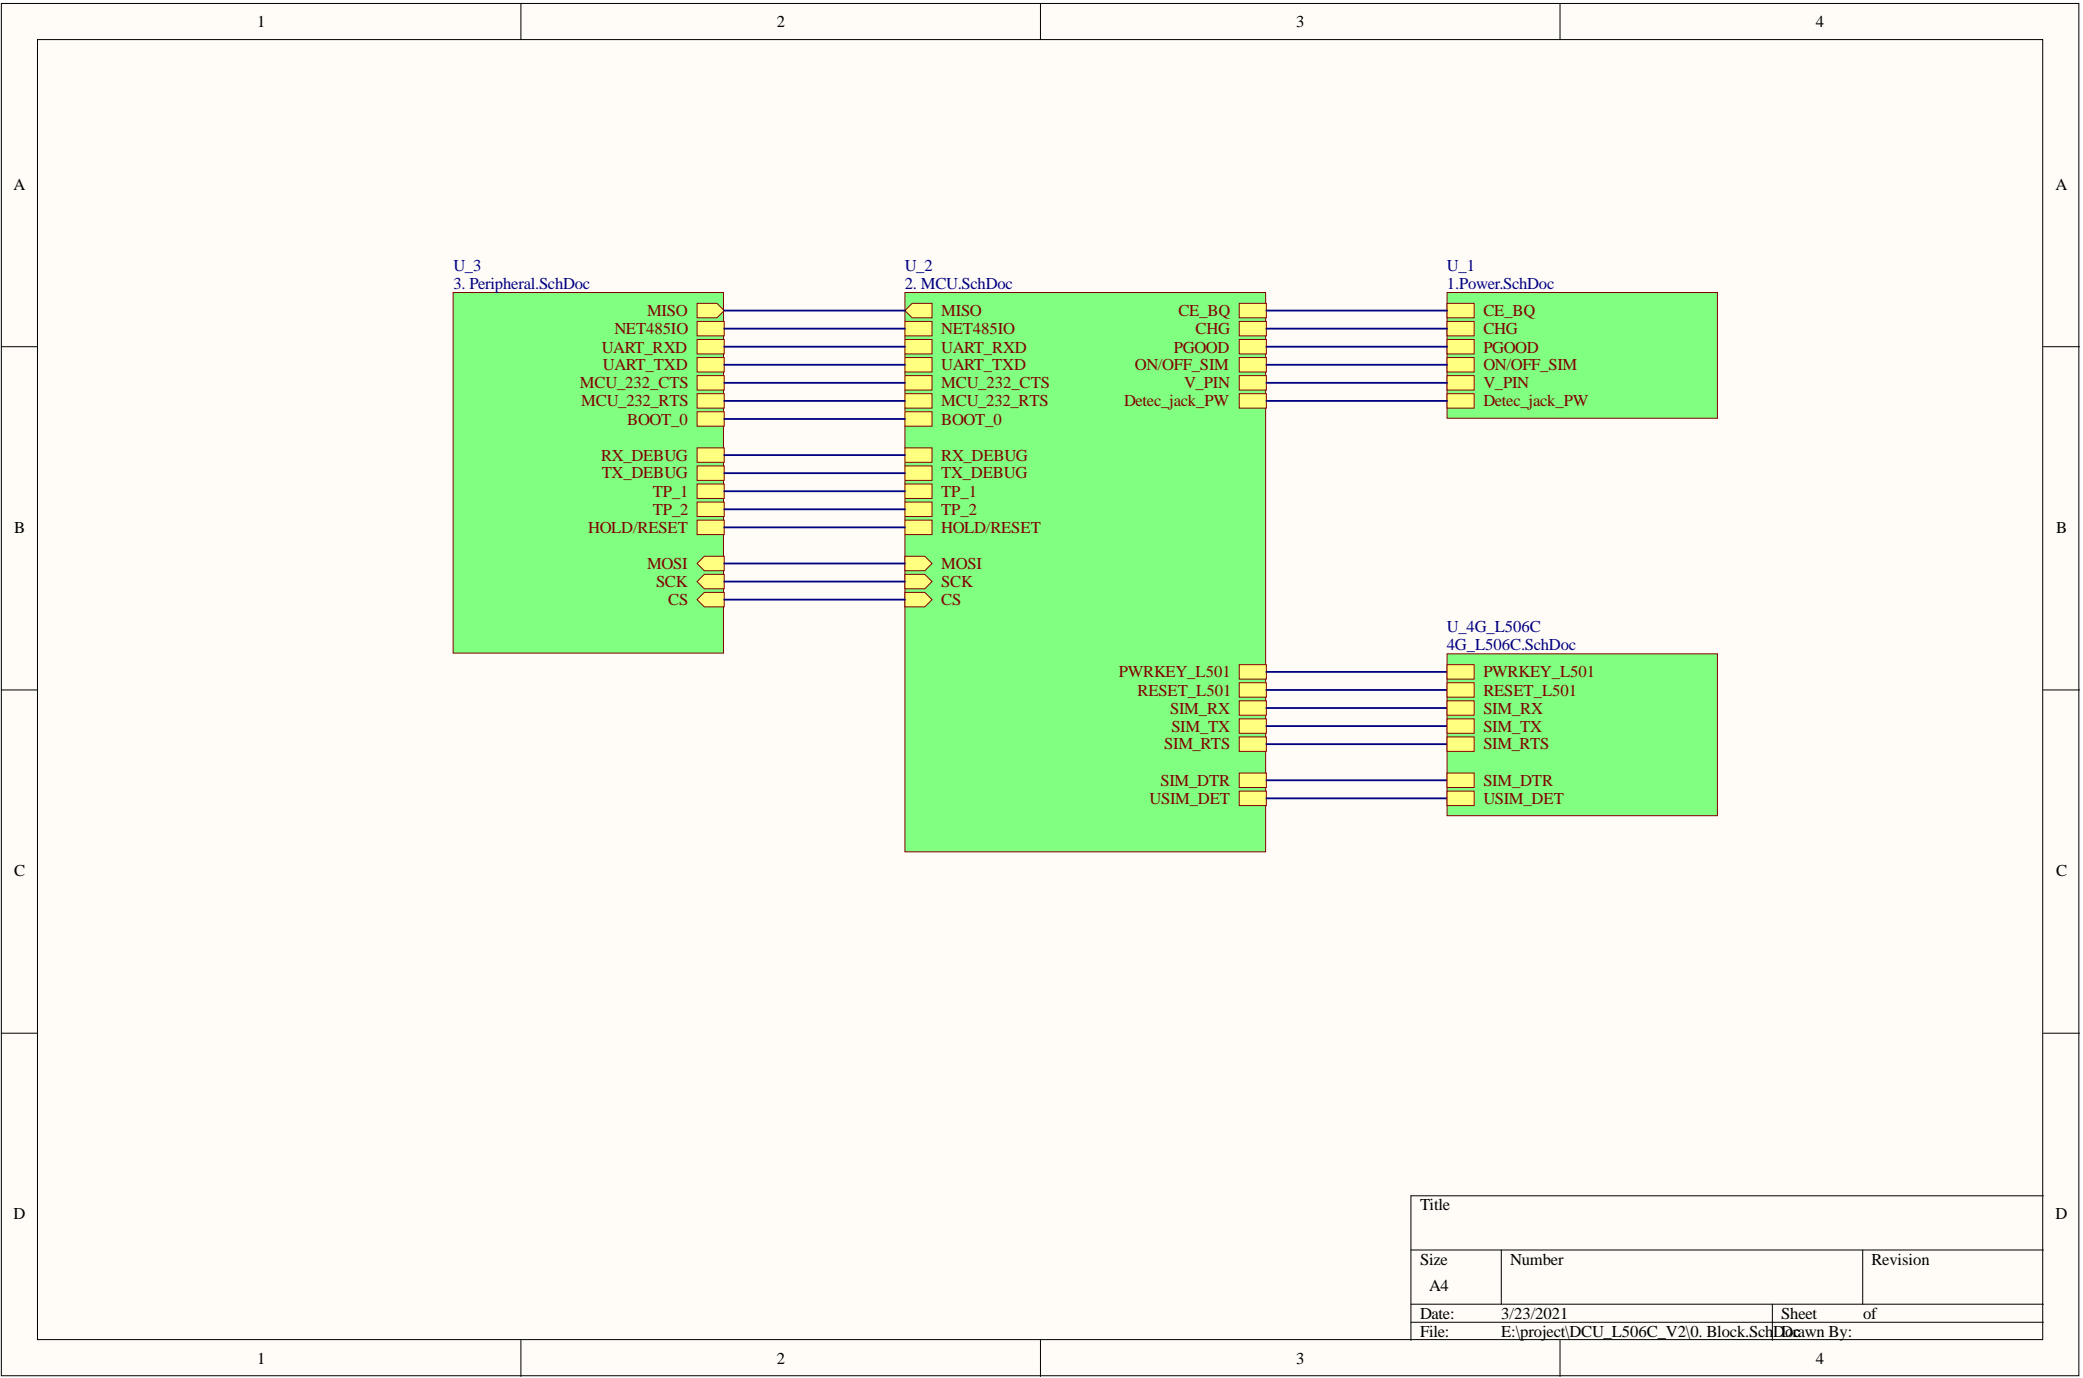 1 2 3 4
A A
U_3 U_2 U_1
3. Peripheral.SchDoc 2. MCU.SchDoc 1.Power.SchDoc
MISO MISO CE_BQ CE_BQ
NET485IO NET485IO CHG CHG
UART_RXD UART_RXD PGOOD PGOOD
UART_TXD UART_TXD ON/OFF_SIM ON/OFF_SIM
MCU_232_CTS MCU_232_CTS V_PIN V_PIN
MCU_232_RTS MCU_232_RTS Detec_jack_PW Detec_jack_PW
BOOT_0 BOOT_0
RX_DEBUG RX_DEBUG
TX_DEBUG TX_DEBUG
TP_1 TP_1
TP_2 TP_2
B HOLD/RESET HOLD/RESET B
MOSI MOSI
SCK SCK
CS CS
U_4G_L506C
4G_L506C.SchDoc
PWRKEY_L501 PWRKEY_L501
RESET_L501 RESET_L501
SIM_RX SIM_RX
SIM_TX SIM_TX
SIM_RTS SIM_RTS
SIM_DTR SIM_DTR
USIM_DET USIM_DET
C C
D D
Title
Size Number Revision
A4
Date: 3/23/2021 Sheet of
File: E:\project\DCU_L506C_V2\0. Block.SchDoc Drawn By:
1 2 3 4